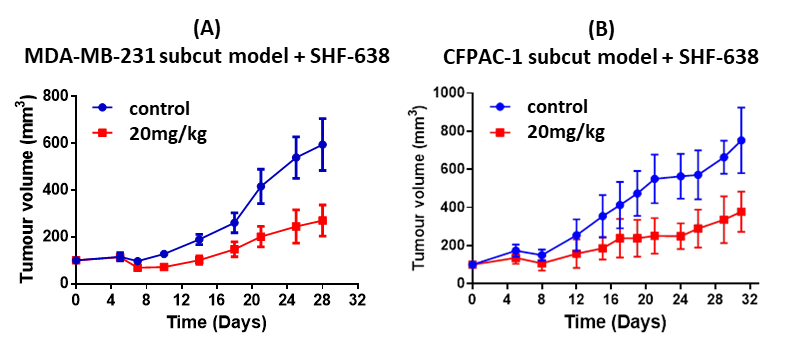 (A)
MDA-MB-231 subcut model + SHF-638
Tumour volume (mm³)
800
600
400
200
0
control
20mg/kg
0 4 8 12 16 20 24 28 32
Time (Days)
(B)
CFPAC-1 subcut model + SHF-638
Tumour volume (mm³)
1000
800
600
400
200
0
control
20mg/kg
0 4 8 12 16 20 24 28 32
Time (Days)